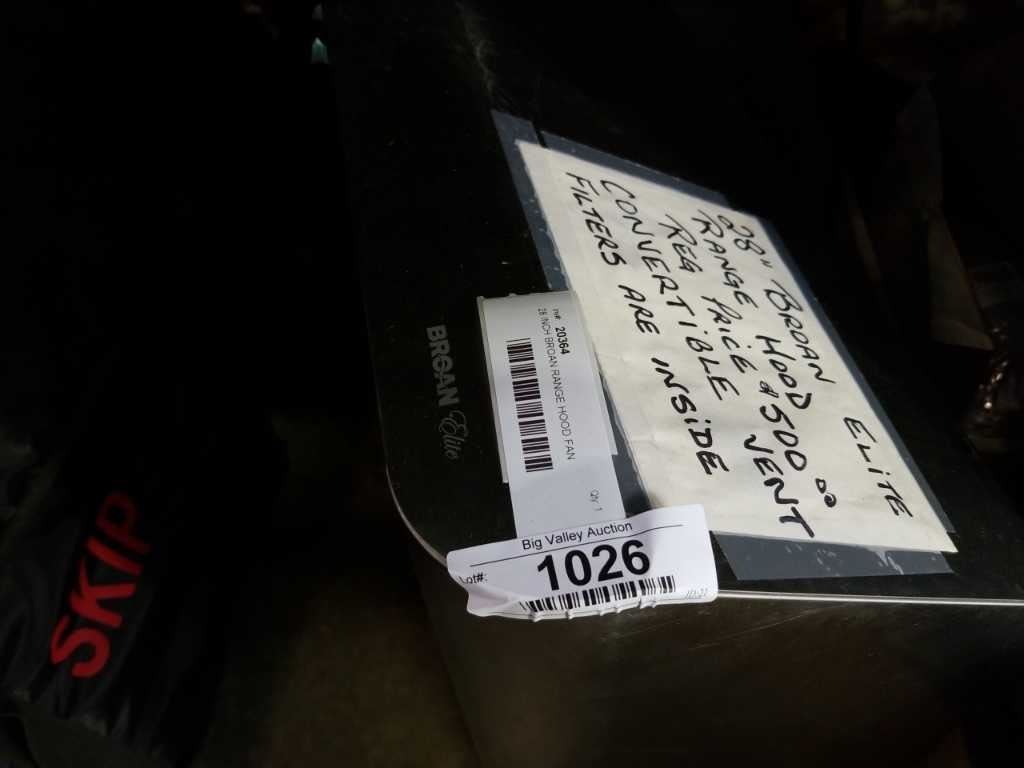 28" BROAN ELITE
RANGE HOOD
REG PRICE $500.00
CONVERTIBLE VENT
FILTERS ARE INSIDE
20364
28 INCH BROAN RANGE HOOD FAN
Qty 1
BROAN Elite
Big Valley Auction
Lot#:
1026
SKIP